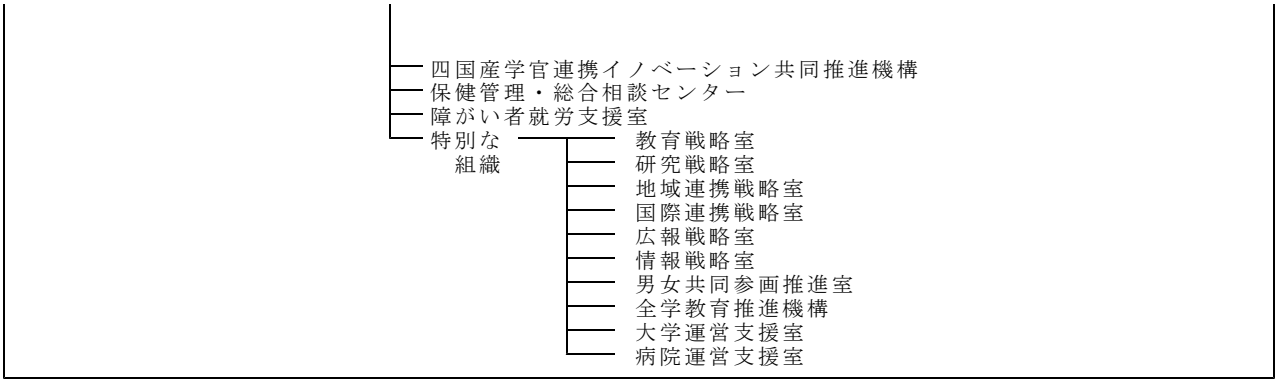 四国産学官連携イノベーション共同推進機構
保健管理・総合相談センター
障がい者就労支援室
特別な 教育戦略室
組織 研究戦略室
地域連携戦略室
国際連携戦略室
広報戦略室
情報戦略室
男女共同参画推進室
全学教育推進機構
大学運営支援室
病院運営支援室